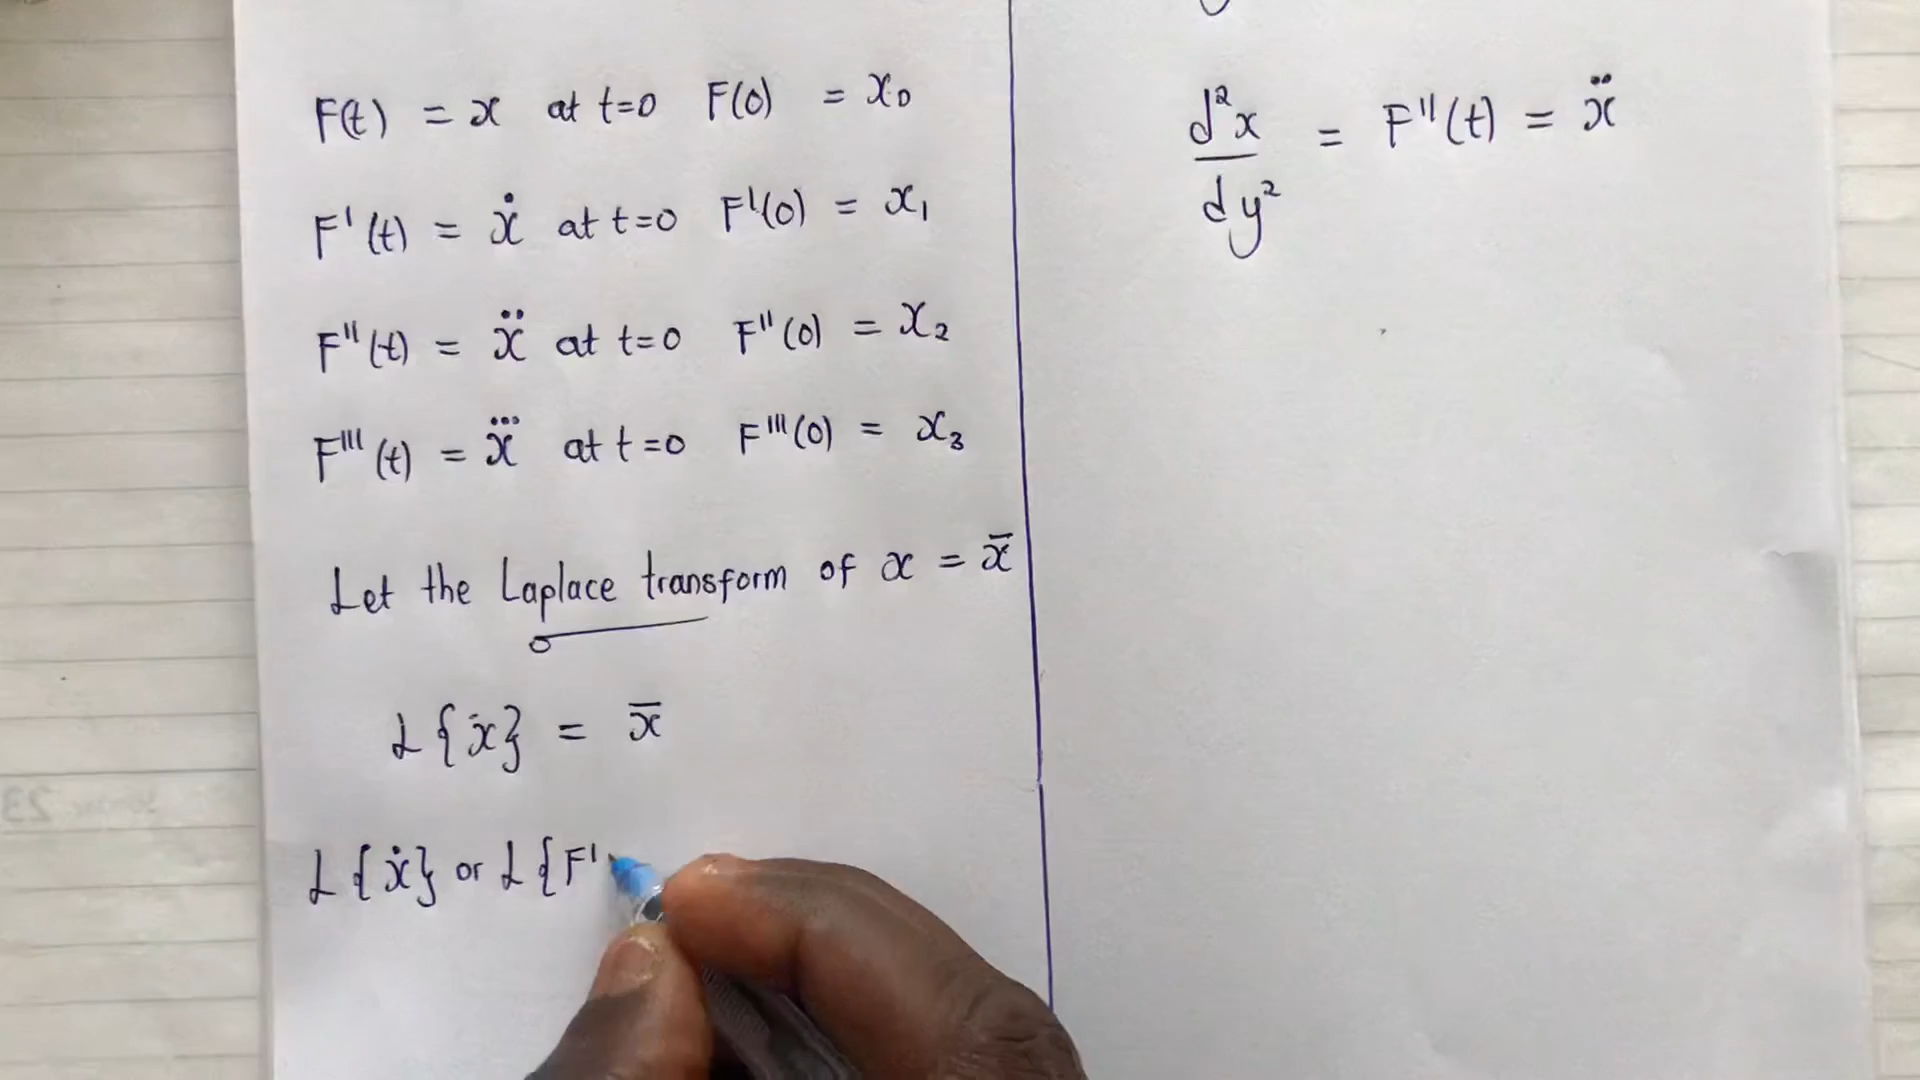 F(t) = x at t=0 F(0) = x₀
F'(t) = ẋ at t=0 F'(0) = x₁
F''(t) = ẍ at t=0 F''(0) = x₂
F'''(t) = x⃛ at t=0 F'''(0) = x₃
Let the Laplace transform of x = x̄
ℒ{x} = x̄
ℒ{ẋ} or ℒ{F'
d²x
—— = F''(t) = ẍ
dy²